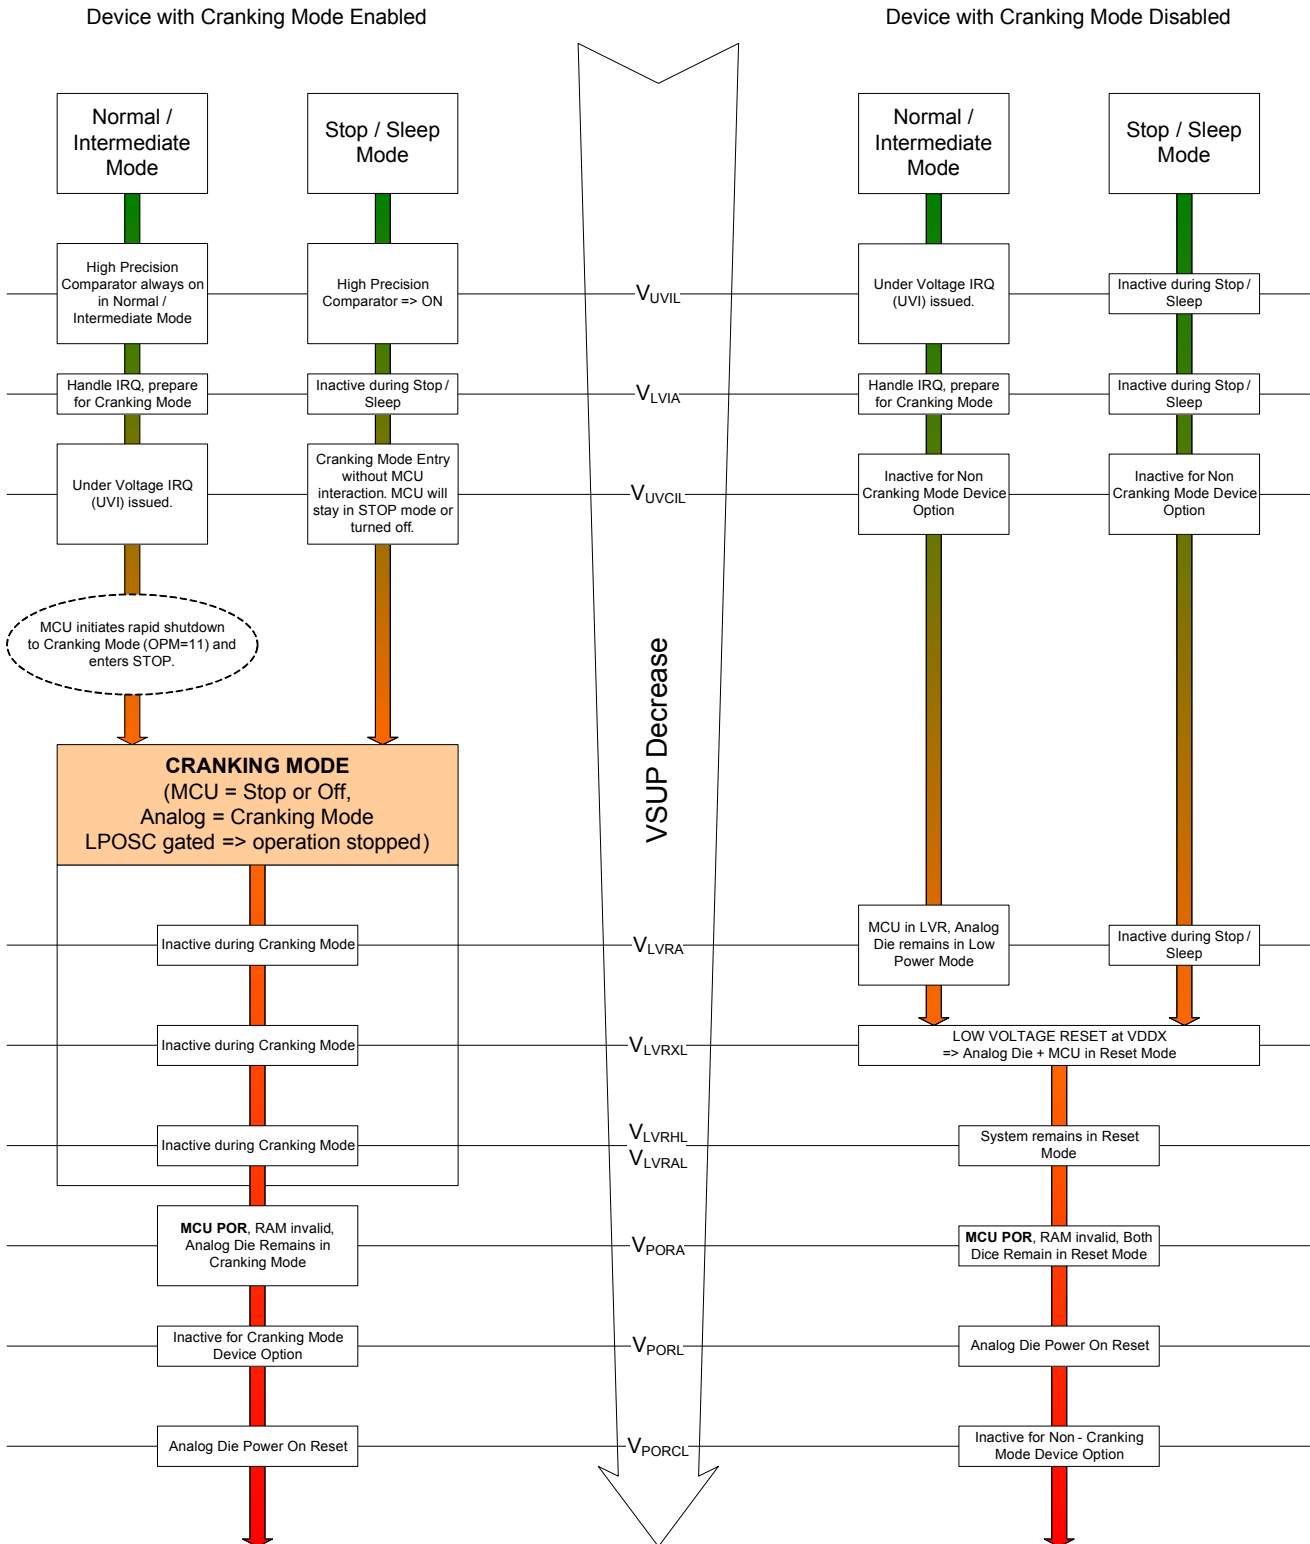 Device with Cranking Mode Enabled
Device with Cranking Mode Disabled
Normal /
Intermediate
Mode
Stop / Sleep
Mode
Normal /
Intermediate
Mode
Stop / Sleep
Mode
High Precision
Comparator always on
in Normal /
Intermediate Mode
High Precision
Comparator => ON
VUVIL
Under Voltage IRQ
(UVI) issued.
Inactive during Stop /
Sleep
Handle IRQ, prepare
for Cranking Mode
Inactive during Stop /
Sleep
VLVIA
Handle IRQ, prepare
for Cranking Mode
Inactive during Stop /
Sleep
Under Voltage IRQ
(UVI) issued.
Cranking Mode Entry
without MCU
interaction. MCU will
stay in STOP mode or
turned off.
VUVCIL
Inactive for Non
Cranking Mode Device
Option
Inactive for Non
Cranking Mode Device
Option
MCU initiates rapid shutdown
to Cranking Mode (OPM=11) and
enters STOP.
VSUP Decrease
CRANKING MODE
(MCU = Stop or Off,
Analog = Cranking Mode
LPOSC gated => operation stopped)
Inactive during Cranking Mode
VLVRA
MCU in LVR, Analog
Die remains in Low
Power Mode
Inactive during Stop /
Sleep
Inactive during Cranking Mode
VLVRXL
LOW VOLTAGE RESET at VDDX
=> Analog Die + MCU in Reset Mode
Inactive during Cranking Mode
VLVRHL
VLVRAL
System remains in Reset
Mode
MCU POR, RAM invalid,
Analog Die Remains in
Cranking Mode
VPORA
MCU POR, RAM invalid, Both
Dice Remain in Reset Mode
Inactive for Cranking Mode
Device Option
VPORL
Analog Die Power On Reset
Analog Die Power On Reset
VPORCL
Inactive for Non - Cranking
Mode Device Option